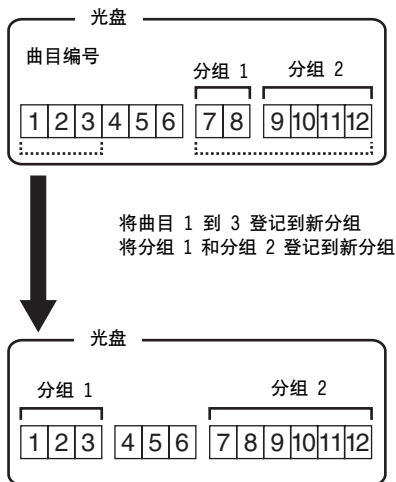 光盘
曲目编号
分组 1 分组 2
1 2 3 4 5 6 7 8 9 10 11 12
将曲目 1 到 3 登记到新分组
将分组 1 和分组 2 登记到新分组
光盘
分组 1 分组 2
1 2 3 4 5 6 7 8 9 10 11 12